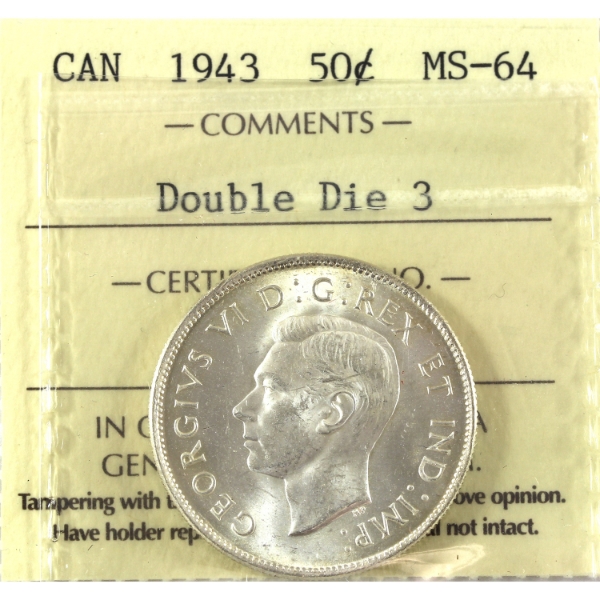 CAN 1943 50¢ MS-64
— COMMENTS —
Double Die 3
— CERTI NO. —
GEORGIVS VI D:G:REX ET IND:IMP:
IN
GEN
Tampering with ove opinion.
Have holder not intact.